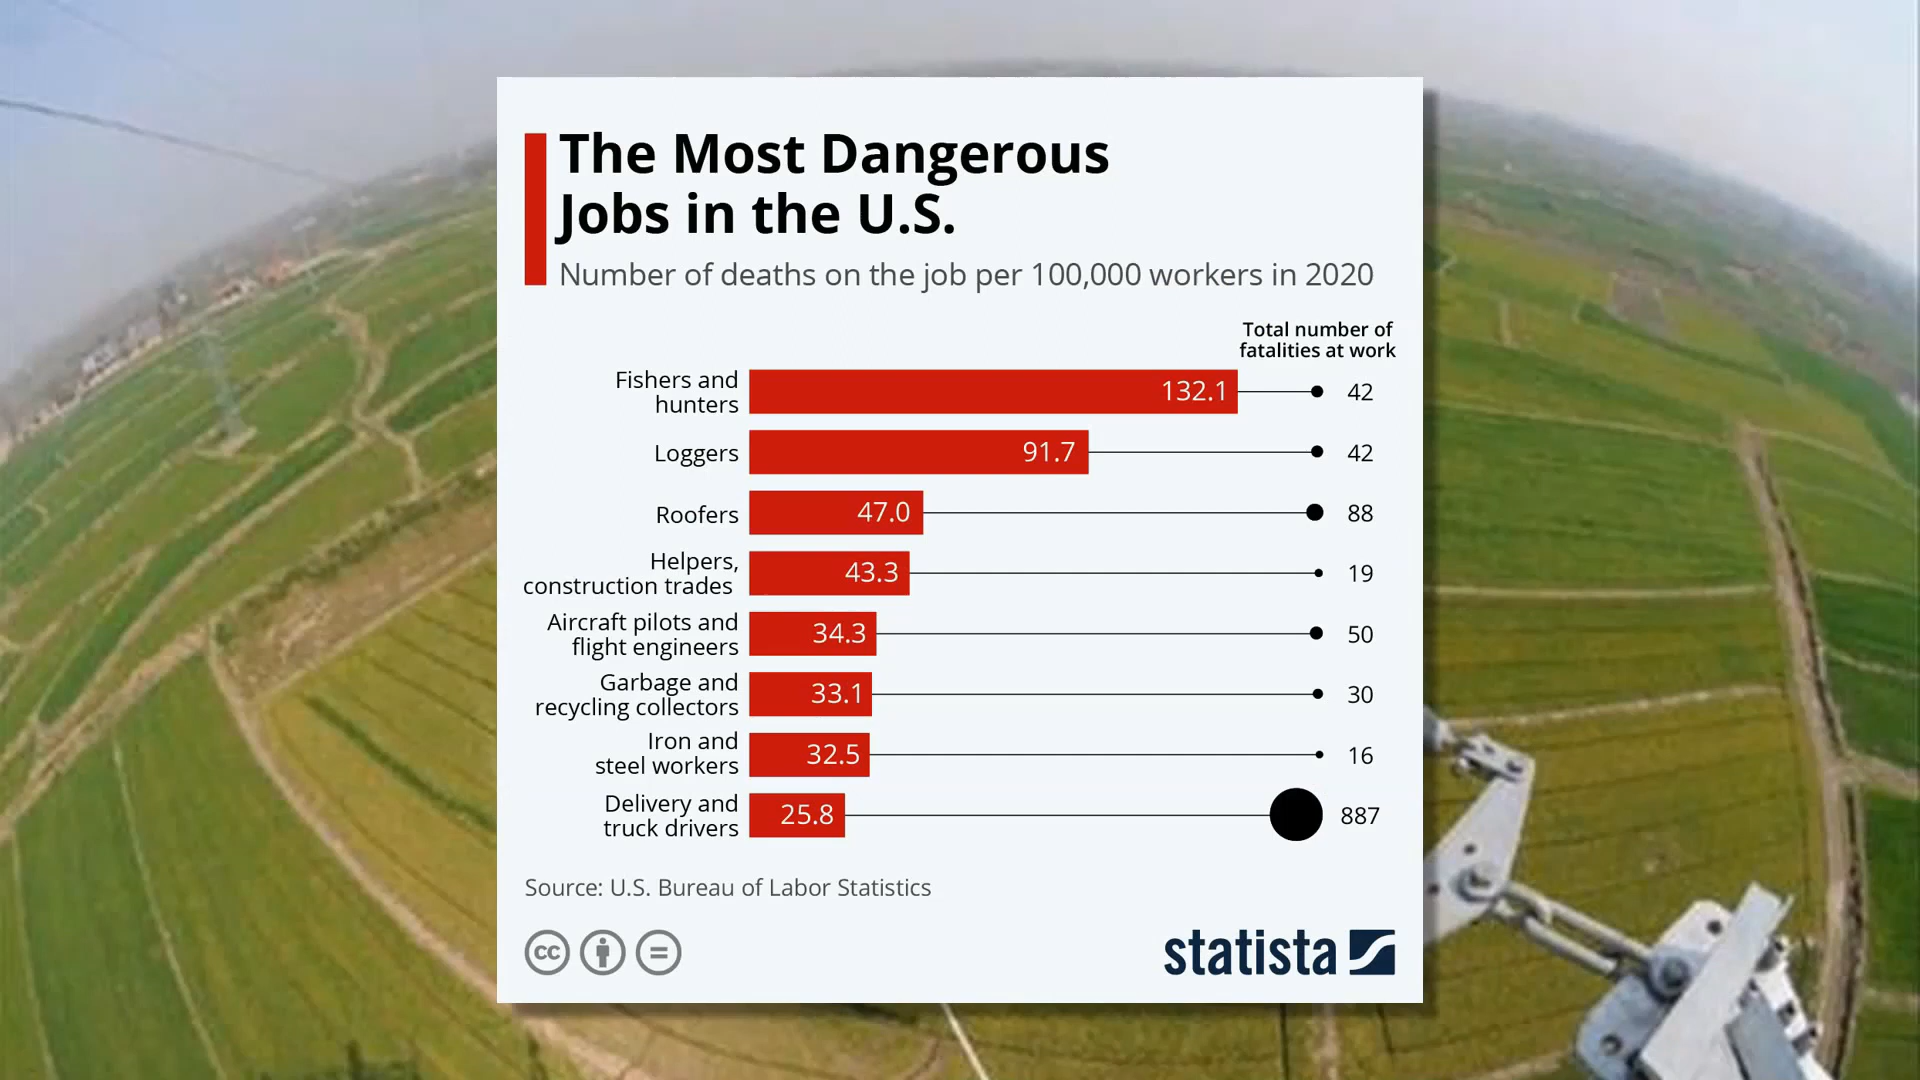 The Most Dangerous
Jobs in the U.S.
Number of deaths on the job per 100,000 workers in 2020
Total number of
fatalities at work
Fishers and
hunters
132.1
42
Loggers
91.7
42
Roofers
47.0
88
Helpers,
construction trades
43.3
19
Aircraft pilots and
flight engineers
34.3
50
Garbage and
recycling collectors
33.1
30
Iron and
steel workers
32.5
16
Delivery and
truck drivers
25.8
887
Source: U.S. Bureau of Labor Statistics
cc
statista